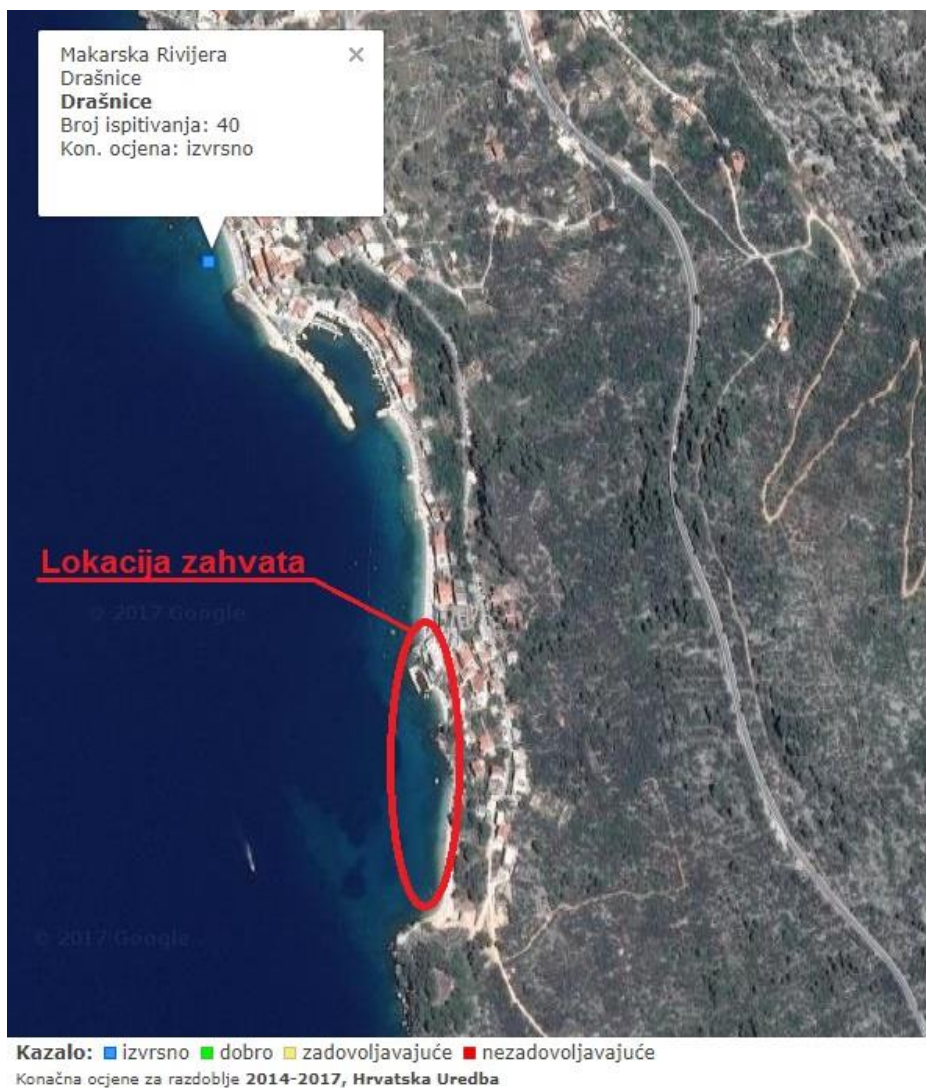 Makarska Rivijera
Drašnice
Drašnice
Broj ispitivanja: 40
Kon. ocjena: izvrsno
Lokacija zahvata
© 2017 Google
© 2017 Google
Kazalo: izvrsno dobro zadovoljavajuće nezadovoljavajuće
Konačna ocjene za razdoblje 2014-2017, Hrvatska Uredba